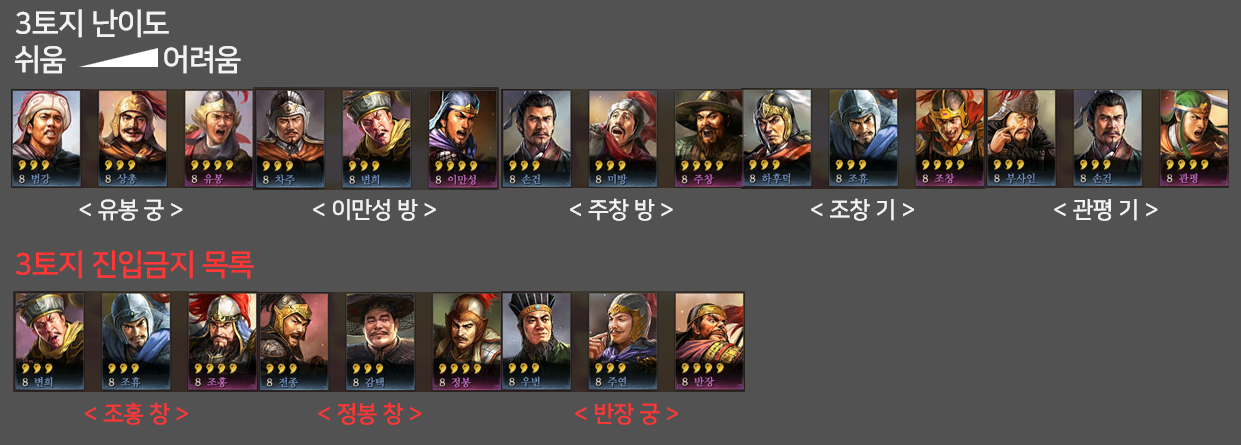 3토지 난이도
쉬움 어려움
8 범강 8 상총 8 유봉 8 차주 8 변희 8 이만성 8 손건 8 미방 8 주창 8 하후덕 8 조휴 8 조창 8 부사인 8 손건 8 관평
< 유봉 궁 > < 이만성 방 > < 주창 방 > < 조창 기 > < 관평 기 >
3토지 진입금지 목록
8 변희 8 조휴 8 조홍 8 전종 8 감택 8 정봉 8 우번 8 주연 8 반장
< 조홍 창 > < 정봉 창 > < 반장 궁 >